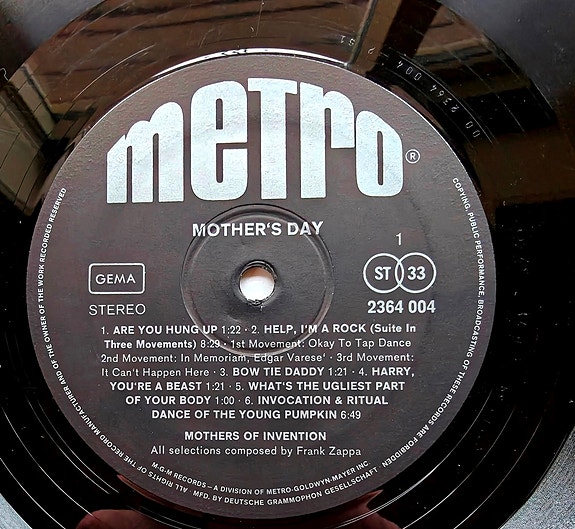 metro®
MOTHER'S DAY
1
GEMA
ST 33
STEREO
2364 004
1. ARE YOU HUNG UP 1:22 · 2. HELP, I'M A ROCK (Suite In
Three Movements) 8:29 · 1st Movement: Okay To Tap Dance
2nd Movement: In Memoriam, Edgar Varese' · 3rd Movement:
It Can't Happen Here · 3. BOW TIE DADDY 1:21 · 4. HARRY,
YOU'RE A BEAST 1:21 · 5. WHAT'S THE UGLIEST PART
OF YOUR BODY 1:00 · 6. INVOCATION & RITUAL
DANCE OF THE YOUNG PUMPKIN 6:49
MOTHERS OF INVENTION
All selections composed by Frank Zappa
M-G-M RECORDS – A DIVISION OF METRO-GOLDWYN-MAYER INC
ALL RIGHTS OF THE RECORD MANUFACTURER AND OF THE OWNER OF THE WORK RECORDED RESERVED
COPYING, PUBLIC PERFORMANCE, BROADCASTING OF THESE RECORDS ARE FORBIDDEN
MFD. BY DEUTSCHE GRAMMOPHON GESELLSCHAFT ·
00 2364 004